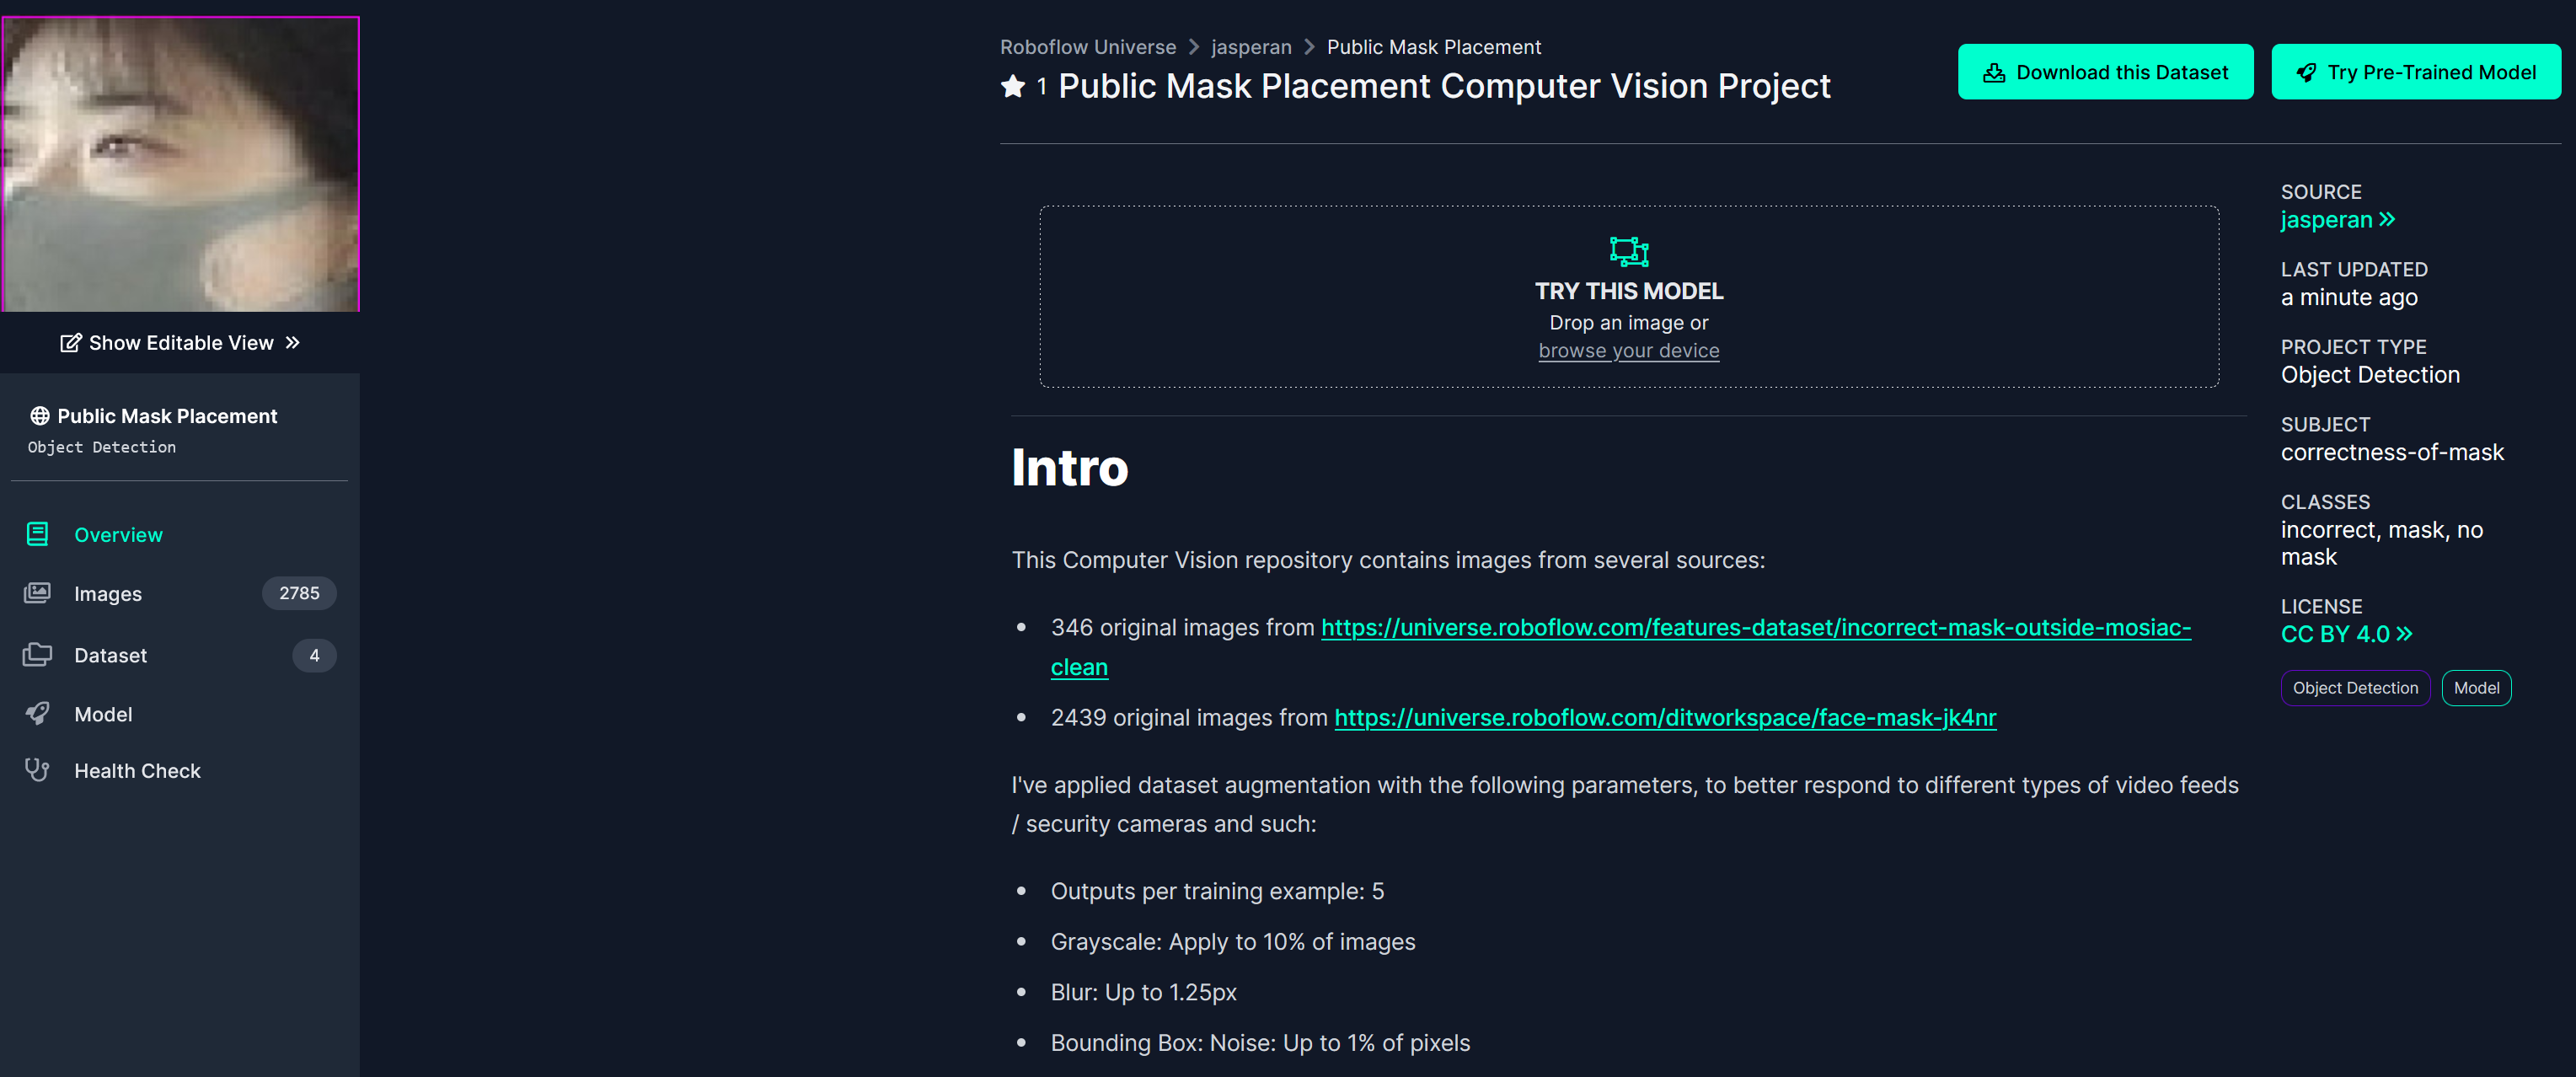 Show Editable View
Public Mask Placement
Object Detection
Overview
Images 2785
Dataset 4
Model
Health Check
Roboflow Universe > jasperan > Public Mask Placement
1 Public Mask Placement Computer Vision Project
Download this Dataset
Try Pre-Trained Model
TRY THIS MODEL
Drop an image or
browse your device
Intro
This Computer Vision repository contains images from several sources:
• 346 original images from https://universe.roboflow.com/features-dataset/incorrect-mask-outside-mosiac-
clean
• 2439 original images from https://universe.roboflow.com/ditworkspace/face-mask-jk4nr
I've applied dataset augmentation with the following parameters, to better respond to different types of video feeds
/ security cameras and such:
• Outputs per training example: 5
• Grayscale: Apply to 10% of images
• Blur: Up to 1.25px
• Bounding Box: Noise: Up to 1% of pixels
SOURCE
jasperan
LAST UPDATED
a minute ago
PROJECT TYPE
Object Detection
SUBJECT
correctness-of-mask
CLASSES
incorrect, mask, no
mask
LICENSE
CC BY 4.0
Object Detection
Model